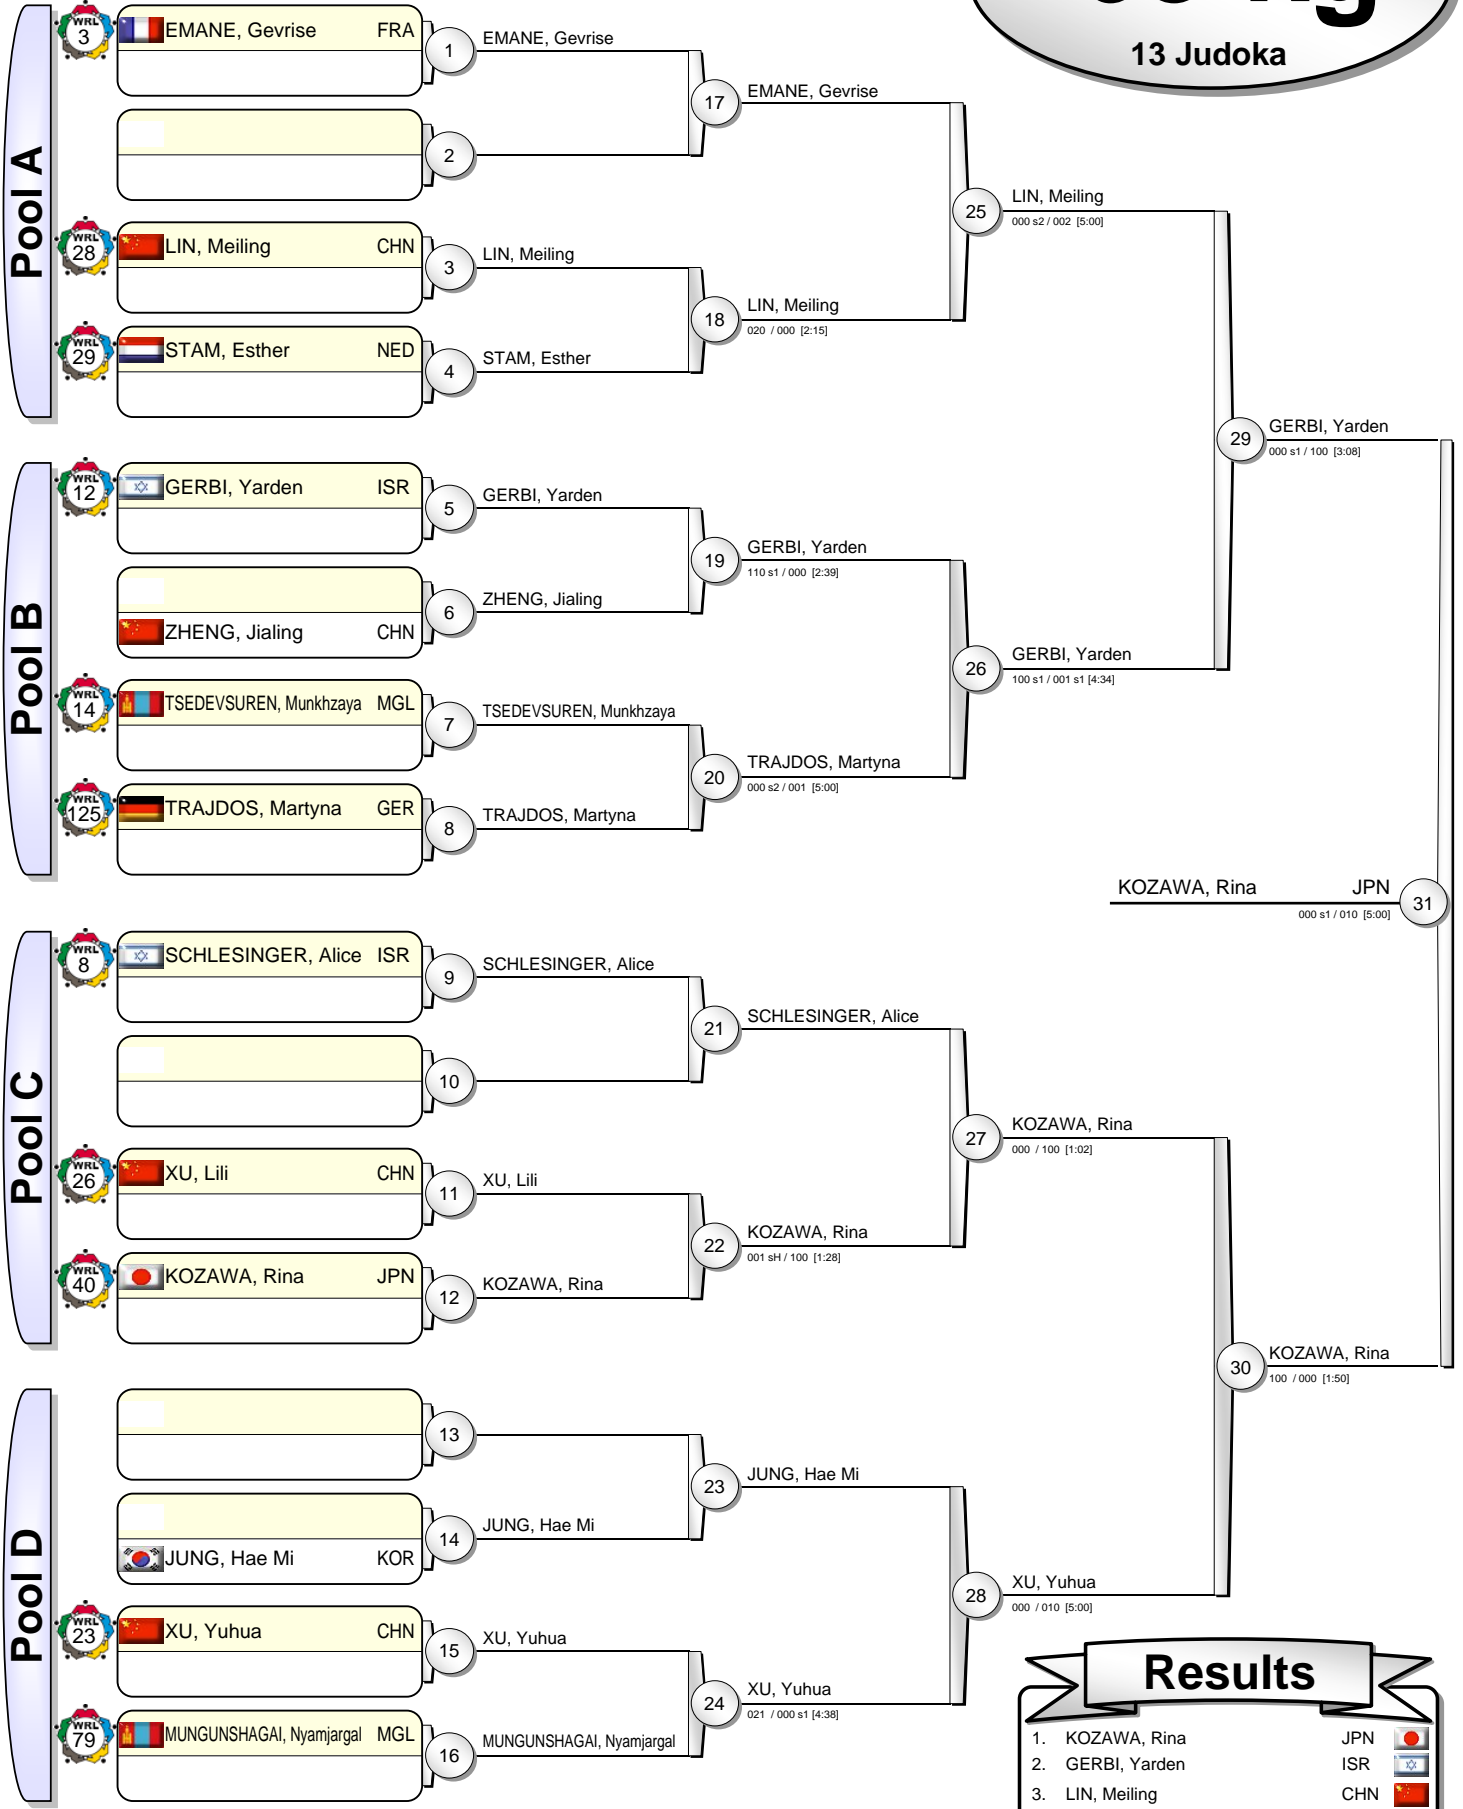 13 Judoka
Pool A
WRL 3
EMANE, Gevrise FRA
1
EMANE, Gevrise
2
17
EMANE, Gevrise
WRL 28
LIN, Meiling CHN
3
LIN, Meiling
WRL 29
STAM, Esther NED
4
STAM, Esther
18
LIN, Meiling
020 / 000 [2:15]
25
LIN, Meiling
000 s2 / 002 [5:00]
Pool B
WRL 12
GERBI, Yarden ISR
5
GERBI, Yarden
ZHENG, Jialing CHN
6
ZHENG, Jialing
19
GERBI, Yarden
110 s1 / 000 [2:39]
WRL 14
TSEDEVSUREN, Munkhzaya MGL
7
TSEDEVSUREN, Munkhzaya
WRL 125
TRAJDOS, Martyna GER
8
TRAJDOS, Martyna
20
TRAJDOS, Martyna
000 s2 / 001 [5:00]
26
GERBI, Yarden
100 s1 / 001 s1 [4:34]
29
GERBI, Yarden
000 s1 / 100 [3:08]
KOZAWA, Rina JPN
000 s1 / 010 [5:00]
31
Pool C
WRL 8
SCHLESINGER, Alice ISR
9
SCHLESINGER, Alice
10
21
SCHLESINGER, Alice
WRL 26
XU, Lili CHN
11
XU, Lili
WRL 40
KOZAWA, Rina JPN
12
KOZAWA, Rina
22
KOZAWA, Rina
001 sH / 100 [1:28]
27
KOZAWA, Rina
000 / 100 [1:02]
Pool D
13
JUNG, Hae Mi KOR
14
JUNG, Hae Mi
23
JUNG, Hae Mi
WRL 23
XU, Yuhua CHN
15
XU, Yuhua
WRL 79
MUNGUNSHAGAI, Nyamjargal MGL
16
MUNGUNSHAGAI, Nyamjargal
24
XU, Yuhua
021 / 000 s1 [4:38]
28
XU, Yuhua
000 / 010 [5:00]
30
KOZAWA, Rina
100 / 000 [1:50]
Results
1. KOZAWA, Rina JPN
2. GERBI, Yarden ISR
3. LIN, Meiling CHN